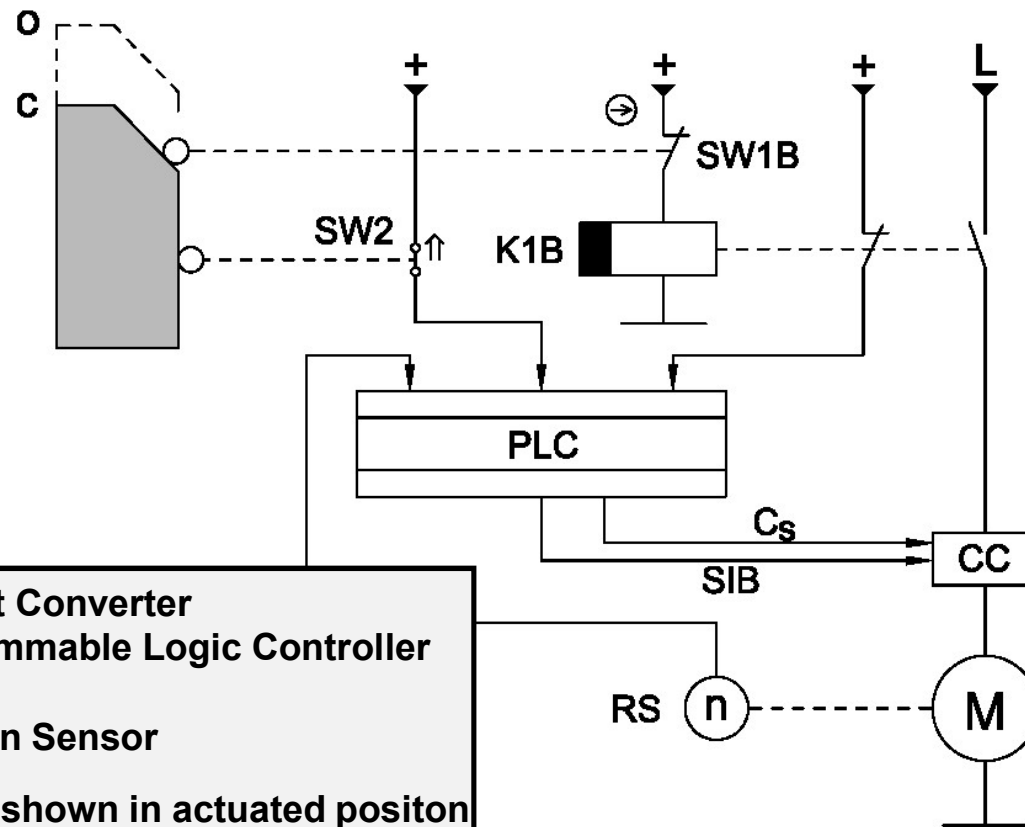 O
C
+
+
+
L
SW1B
SW2
K1B
PLC
Cs
SIB
CC
t Converter
mmable Logic Controller
n Sensor
shown in actuated positon
RS
n
M